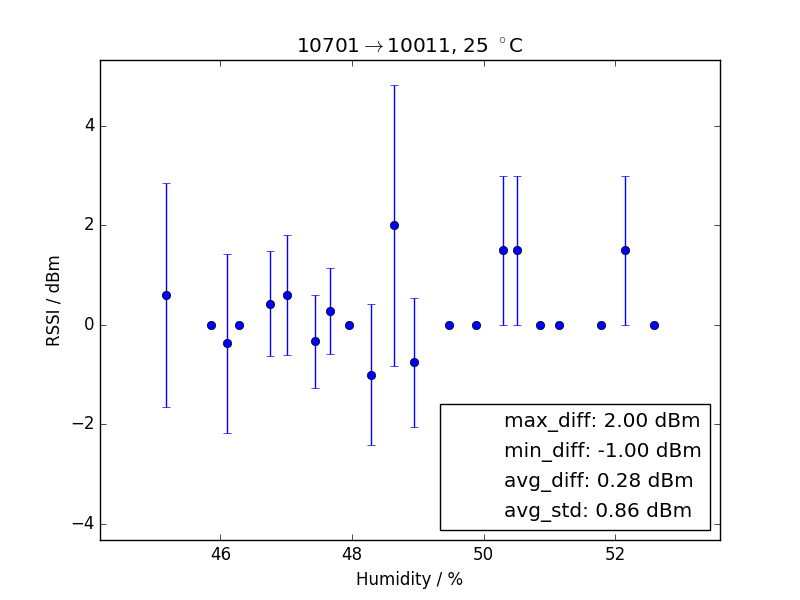 10701→10011, 25 °C
RSSI / dBm
4
2
0
−2
−4
max_diff: 2.00 dBm
min_diff: -1.00 dBm
avg_diff: 0.28 dBm
avg_std: 0.86 dBm
46 48 50 52
Humidity / %